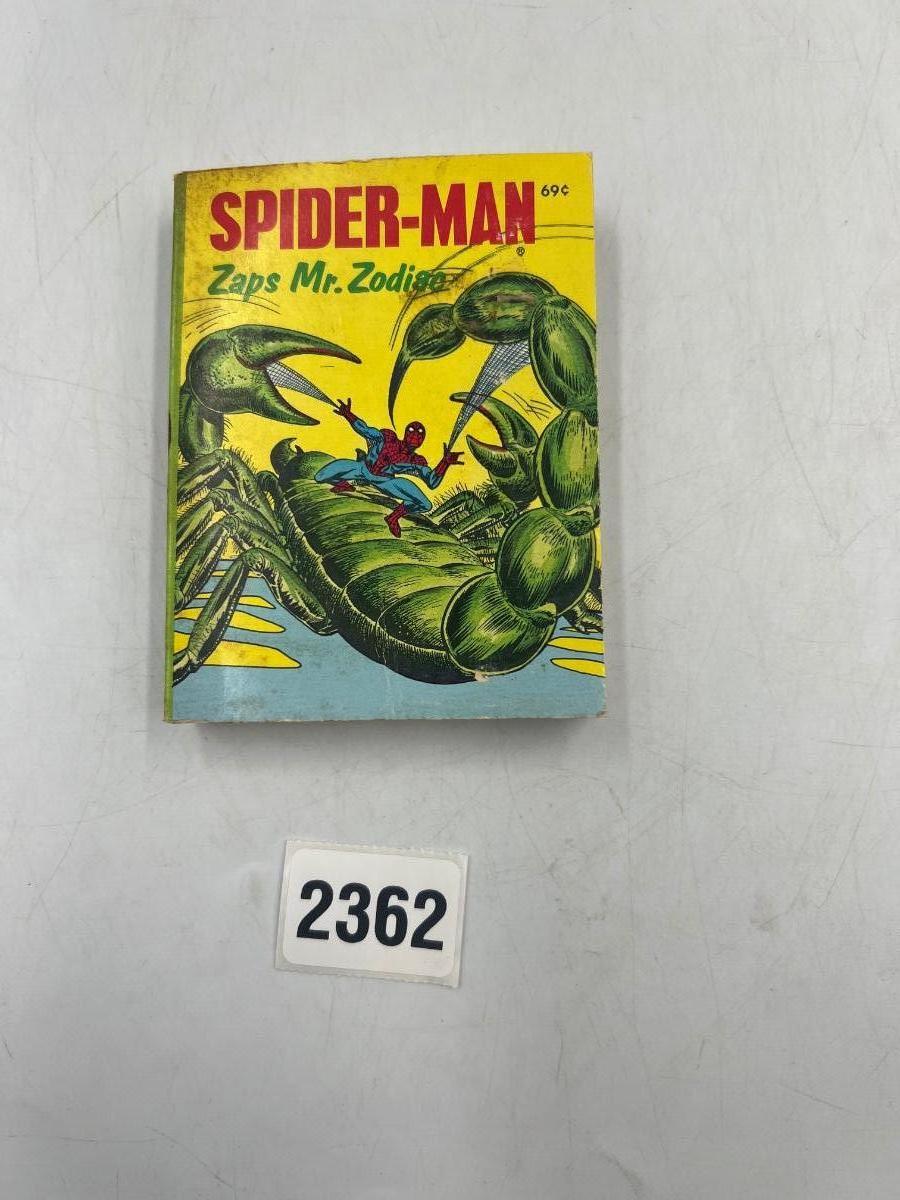 SPIDER-MAN 69¢
®
Zaps Mr. Zodiac
2362